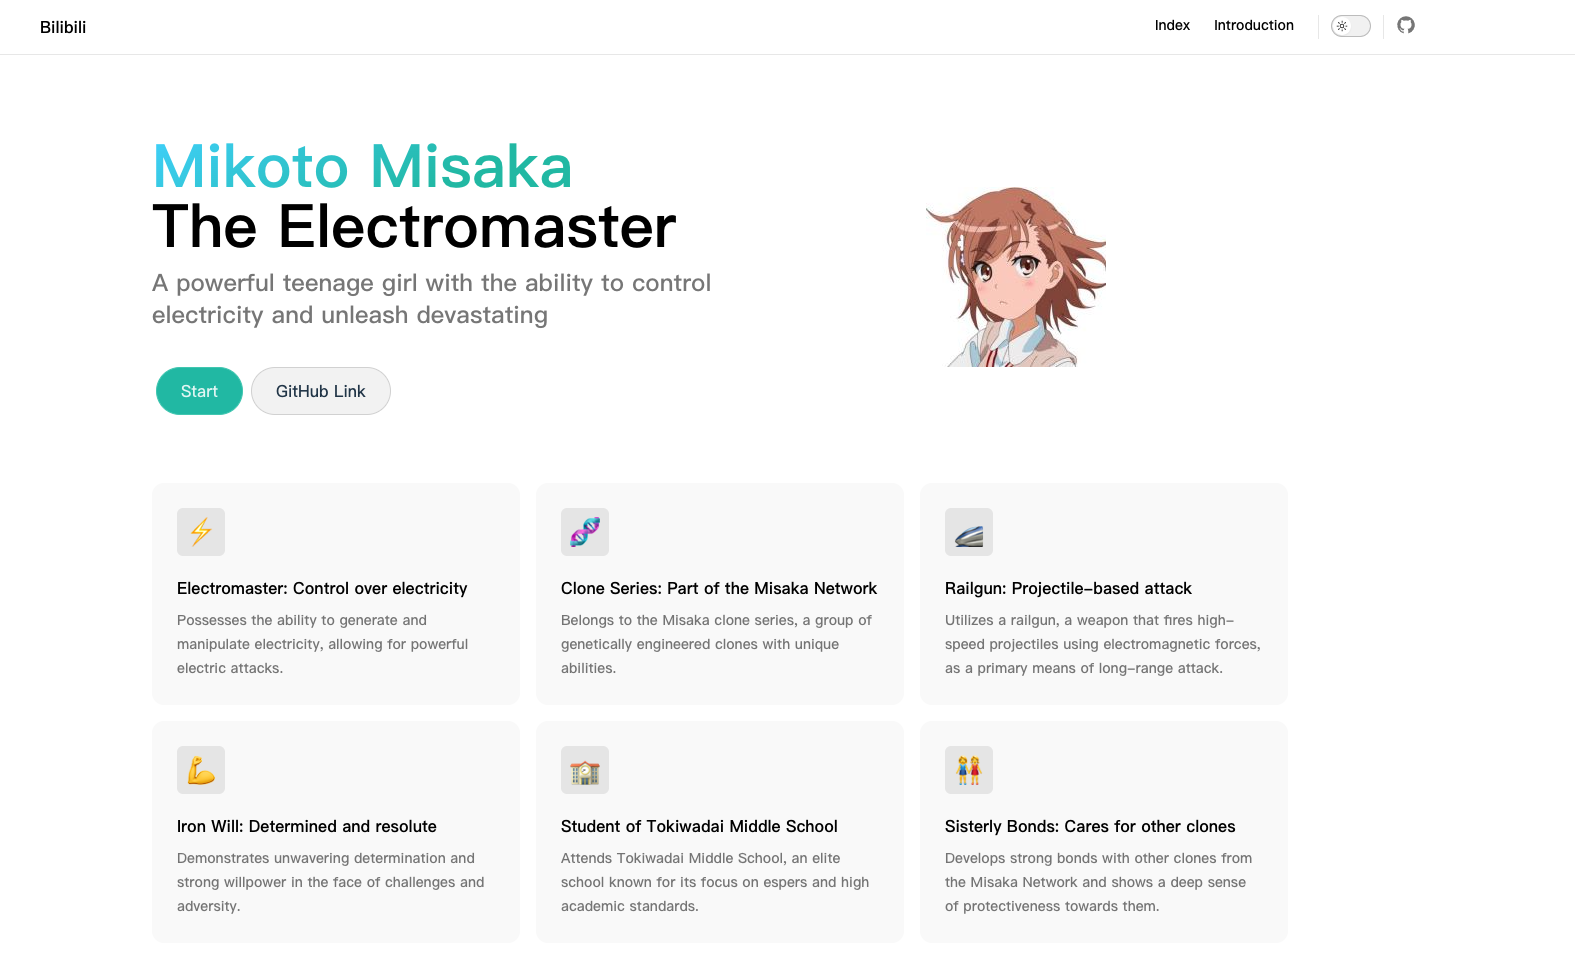 Bilibili
Index
Introduction
Mikoto Misaka
The Electromaster
A powerful teenage girl with the ability to control
electricity and unleash devastating
Start
GitHub Link
Electromaster: Control over electricity
Possesses the ability to generate and
manipulate electricity, allowing for powerful
electric attacks.
Clone Series: Part of the Misaka Network
Belongs to the Misaka clone series, a group of
genetically engineered clones with unique
abilities.
Railgun: Projectile-based attack
Utilizes a railgun, a weapon that fires high-
speed projectiles using electromagnetic forces,
as a primary means of long-range attack.
Iron Will: Determined and resolute
Demonstrates unwavering determination and
strong willpower in the face of challenges and
adversity.
Student of Tokiwadai Middle School
Attends Tokiwadai Middle School, an elite
school known for its focus on espers and high
academic standards.
Sisterly Bonds: Cares for other clones
Develops strong bonds with other clones from
the Misaka Network and shows a deep sense
of protectiveness towards them.